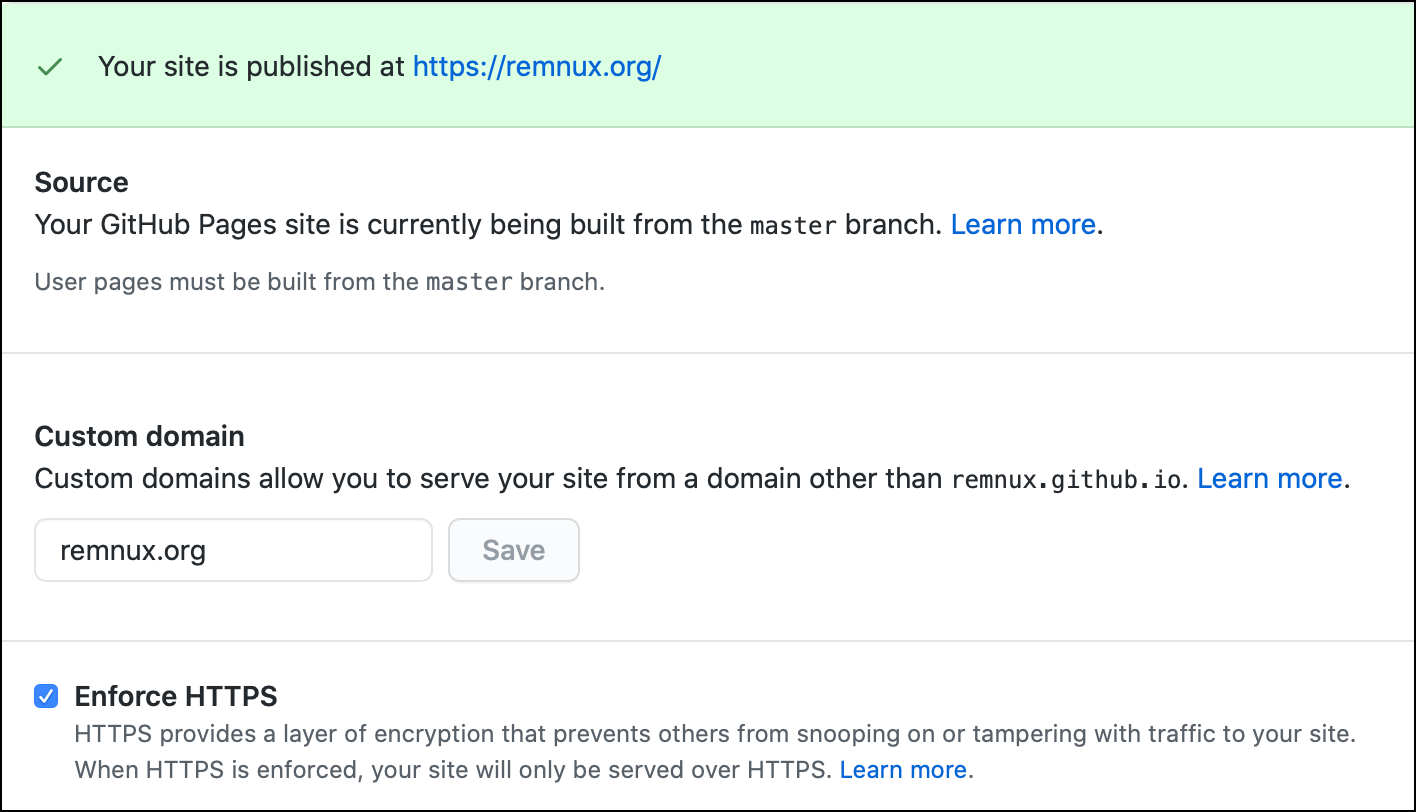 Your site is published at https://remnux.org/
Source
Your GitHub Pages site is currently being built from the master branch. Learn more.
User pages must be built from the master branch.
Custom domain
Custom domains allow you to serve your site from a domain other than remnux.github.io. Learn more.
remnux.org Save
Enforce HTTPS
HTTPS provides a layer of encryption that prevents others from snooping on or tampering with traffic to your site.
When HTTPS is enforced, your site will only be served over HTTPS. Learn more.